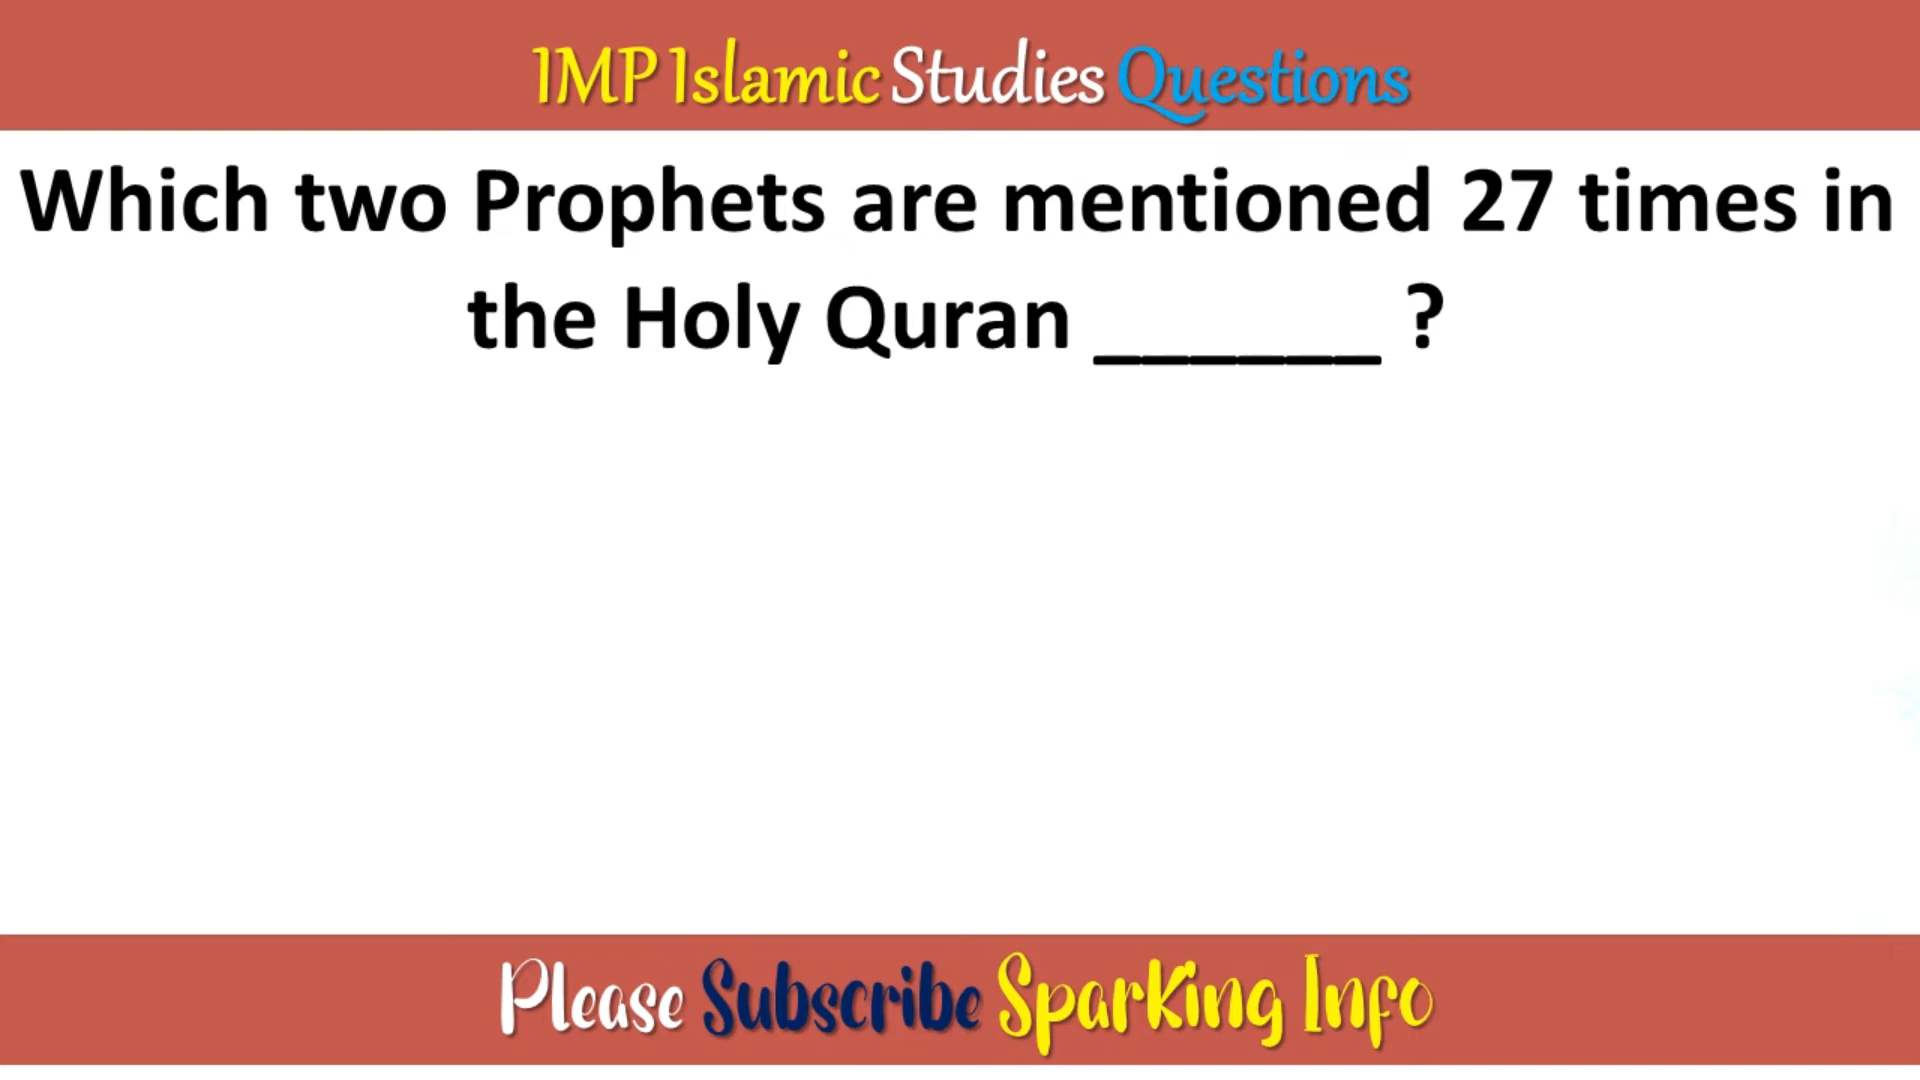 IMP Islamic Studies Questions
Which two Prophets are mentioned 27 times in
the Holy Quran ______ ?
Please Subscribe Sparking Info